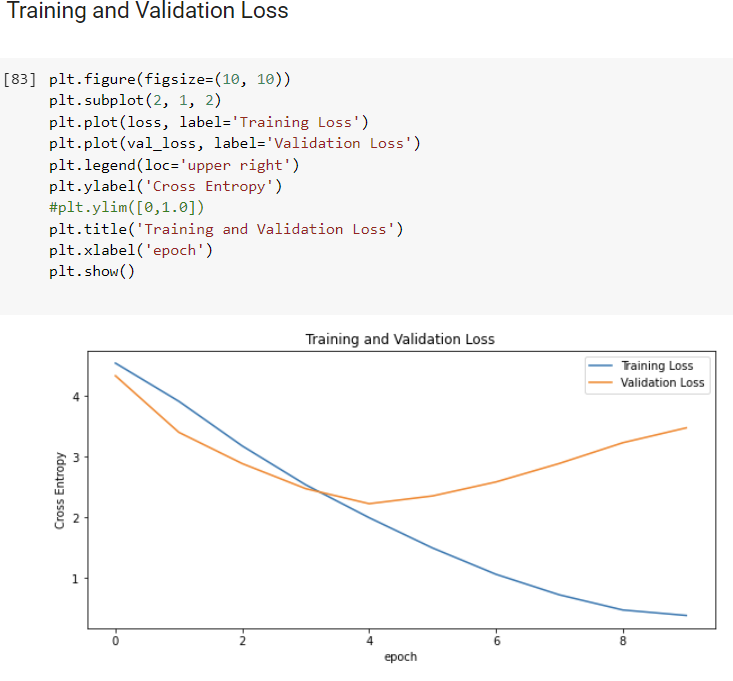 Training and Validation Loss
[83] plt.figure(figsize=(10, 10))
plt.subplot(2, 1, 2)
plt.plot(loss, label='Training Loss')
plt.plot(val_loss, label='Validation Loss')
plt.legend(loc='upper right')
plt.ylabel('Cross Entropy')
#plt.ylim([0,1.0])
plt.title('Training and Validation Loss')
plt.xlabel('epoch')
plt.show()
Training and Validation Loss
Training Loss
Validation Loss
Cross Entropy
4
3
2
1
0 2 4 6 8
epoch